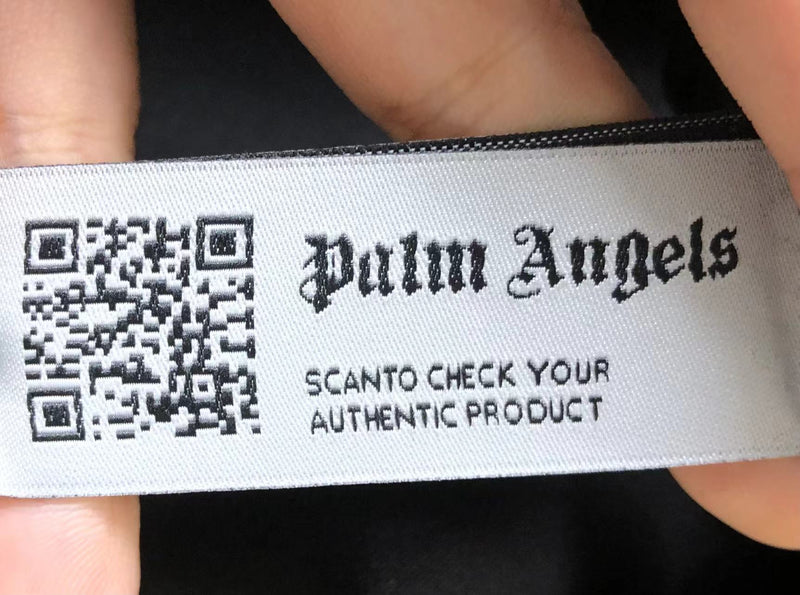 Palm Angels
SCANTO CHECK YOUR
AUTHENTIC PRODUCT